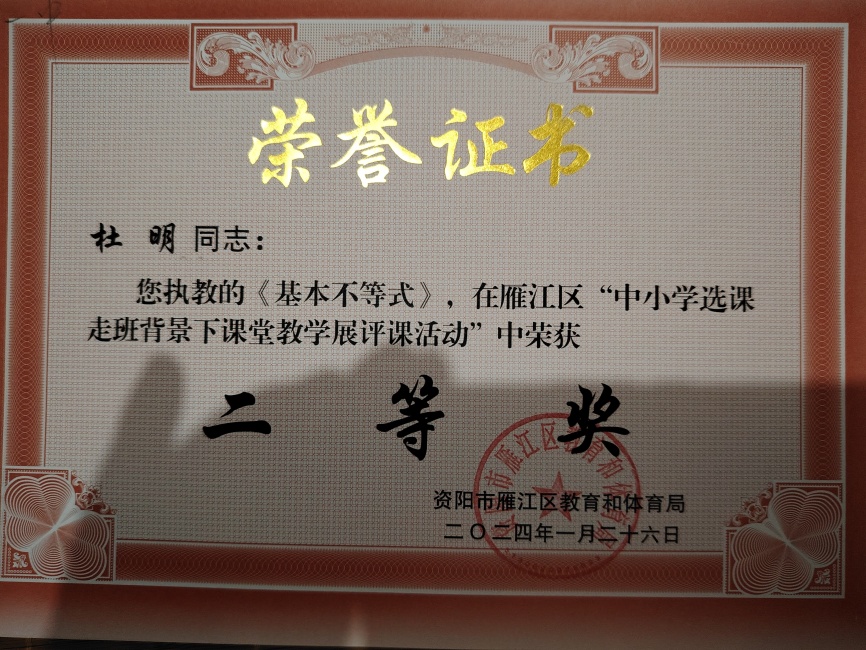 荣誉证书
杜 明 同志：
您执教的《基本不等式》，在雁江区“中小学选课
走班背景下课堂教学展评课活动”中荣获
二 等 奖
资阳市雁江区教育和体育局
二〇二四年一月二十六日